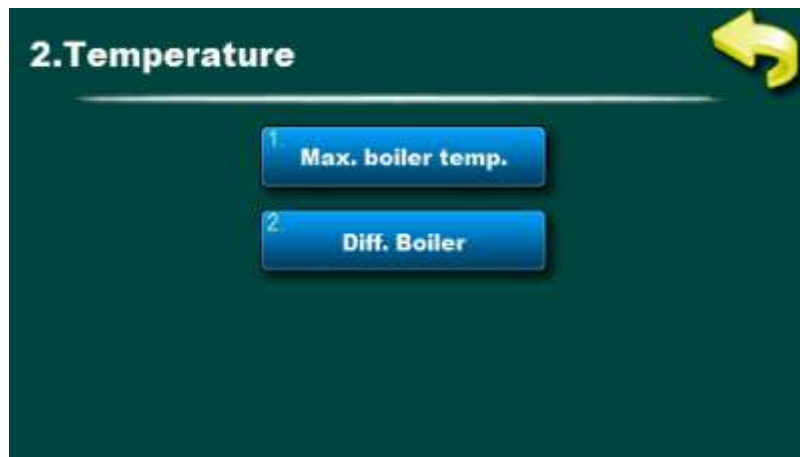 2.Temperature
1.
Max. boiler temp.
2.
Diff. Boiler